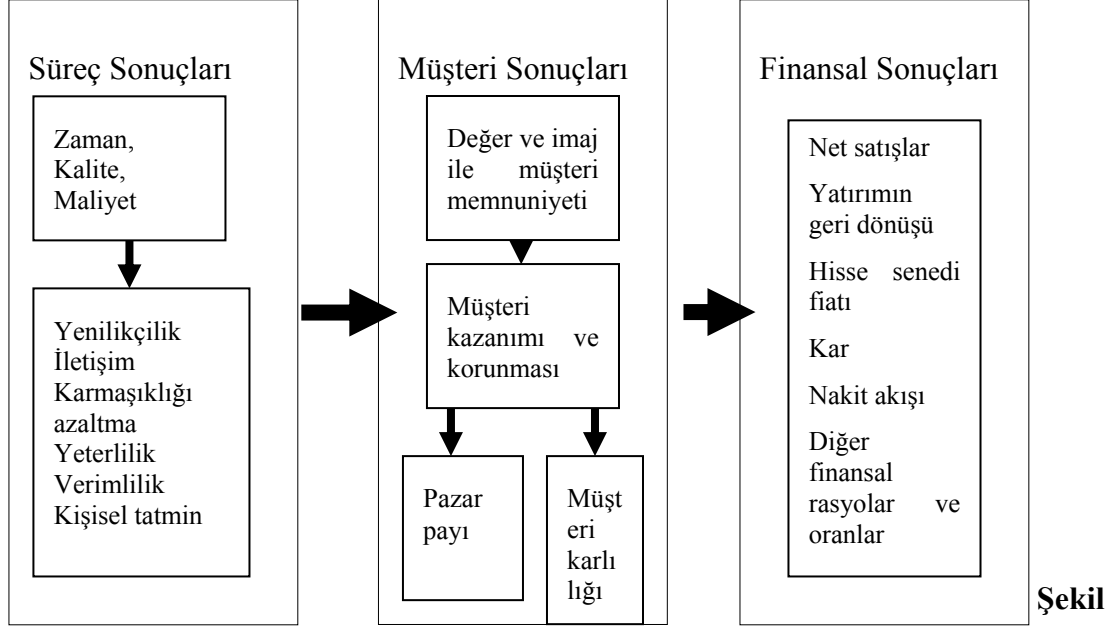 Süreç Sonuçları
Zaman,
Kalite,
Maliyet
Yenilikçilik
İletişim
Karmaşıklığı
azaltma
Yeterlilik
Verimlilik
Kişisel tatmin
Müşteri Sonuçları
Değer ve imaj
ile müşteri
memnuniyeti
Müşteri
kazanımı ve
korunması
Pazar
payı
Müşt
eri
karlı
lığı
Finansal Sonuçları
Net satışlar
Yatırımın
geri dönüşü
Hisse senedi
fiatı
Kar
Nakit akışı
Diğer
finansal
rasyolar ve
oranlar
Şekil